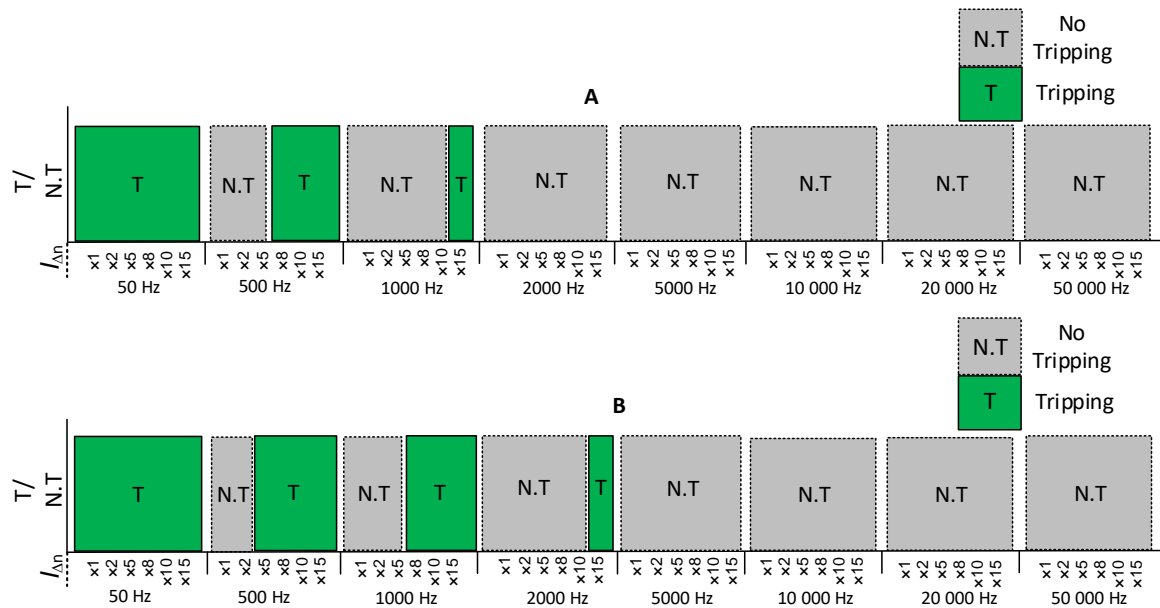 N.T No Tripping
T Tripping
A
T/ N.T
T N.T T N.T T N.T N.T N.T N.T N.T
I∆n ×1 ×2 ×5 ×8 ×10 ×15 ×1 ×2 ×5 ×8 ×10 ×15 ×1 ×2 ×5 ×8 ×10 ×15 ×1 ×2 ×5 ×8 ×10 ×15 ×1 ×2 ×5 ×8 ×10 ×15 ×1 ×2 ×5 ×8 ×10 ×15 ×1 ×2 ×5 ×8 ×10 ×15 ×1 ×2 ×5 ×8 ×10 ×15
50 Hz 500 Hz 1000 Hz 2000 Hz 5000 Hz 10 000 Hz 20 000 Hz 50 000 Hz
N.T No Tripping
T Tripping
B
T/ N.T
T N.T T N.T T N.T T N.T N.T N.T N.T
I∆n ×1 ×2 ×5 ×8 ×10 ×15 ×1 ×2 ×5 ×8 ×10 ×15 ×1 ×2 ×5 ×8 ×10 ×15 ×1 ×2 ×5 ×8 ×10 ×15 ×1 ×2 ×5 ×8 ×10 ×15 ×1 ×2 ×5 ×8 ×10 ×15 ×1 ×2 ×5 ×8 ×10 ×15 ×1 ×2 ×5 ×8 ×10 ×15
50 Hz 500 Hz 1000 Hz 2000 Hz 5000 Hz 10 000 Hz 20 000 Hz 50 000 Hz